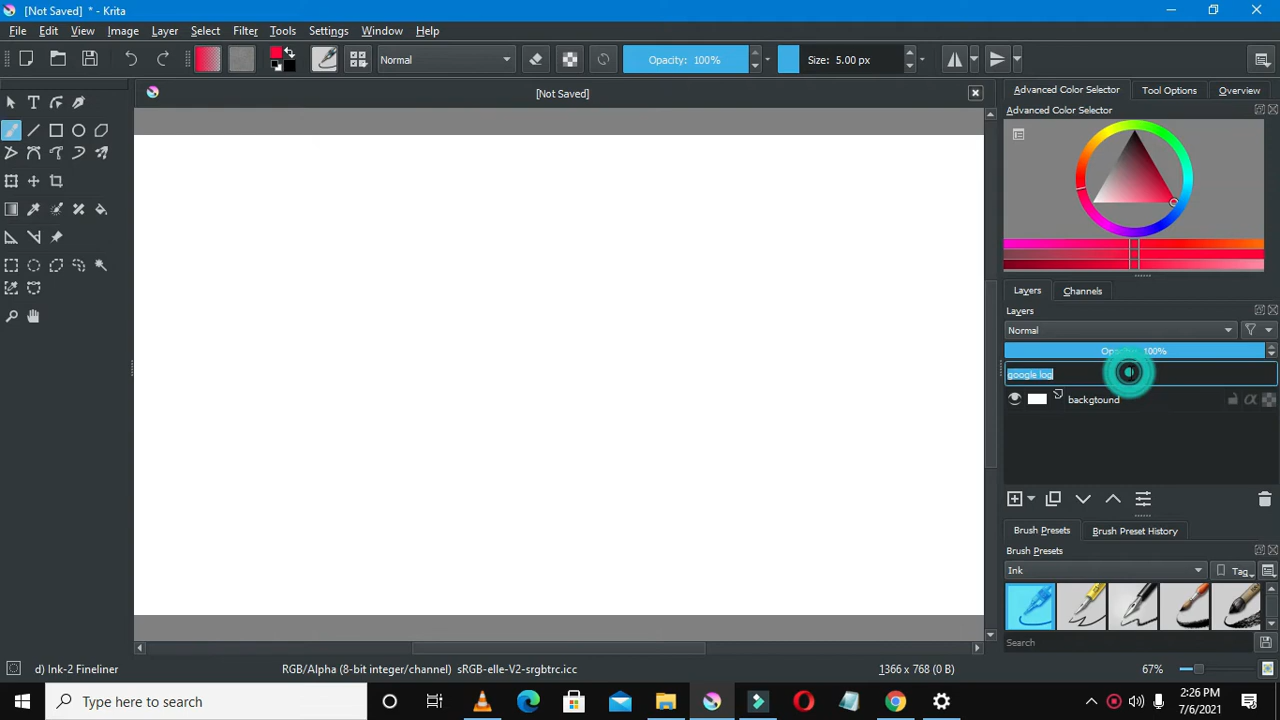 [Not Saved] * - Krita
File Edit View Image Layer Select Filter Tools Settings Window Help
Normal Opacity: 100% Size: 5.00 px
[Not Saved]
Advanced Color Selector Tool Options Overview
Advanced Color Selector
Layers Channels
Layers
Normal
Opacity: 100%
google log
backgtound
Brush Presets Brush Preset History
Brush Presets
Ink Tag
Search
d) Ink-2 Fineliner RGB/Alpha (8-bit integer/channel) sRGB-elle-V2-srgbtrc.icc 1366 x 768 (0 B) 67%
Type here to search
2:26 PM
7/6/2021